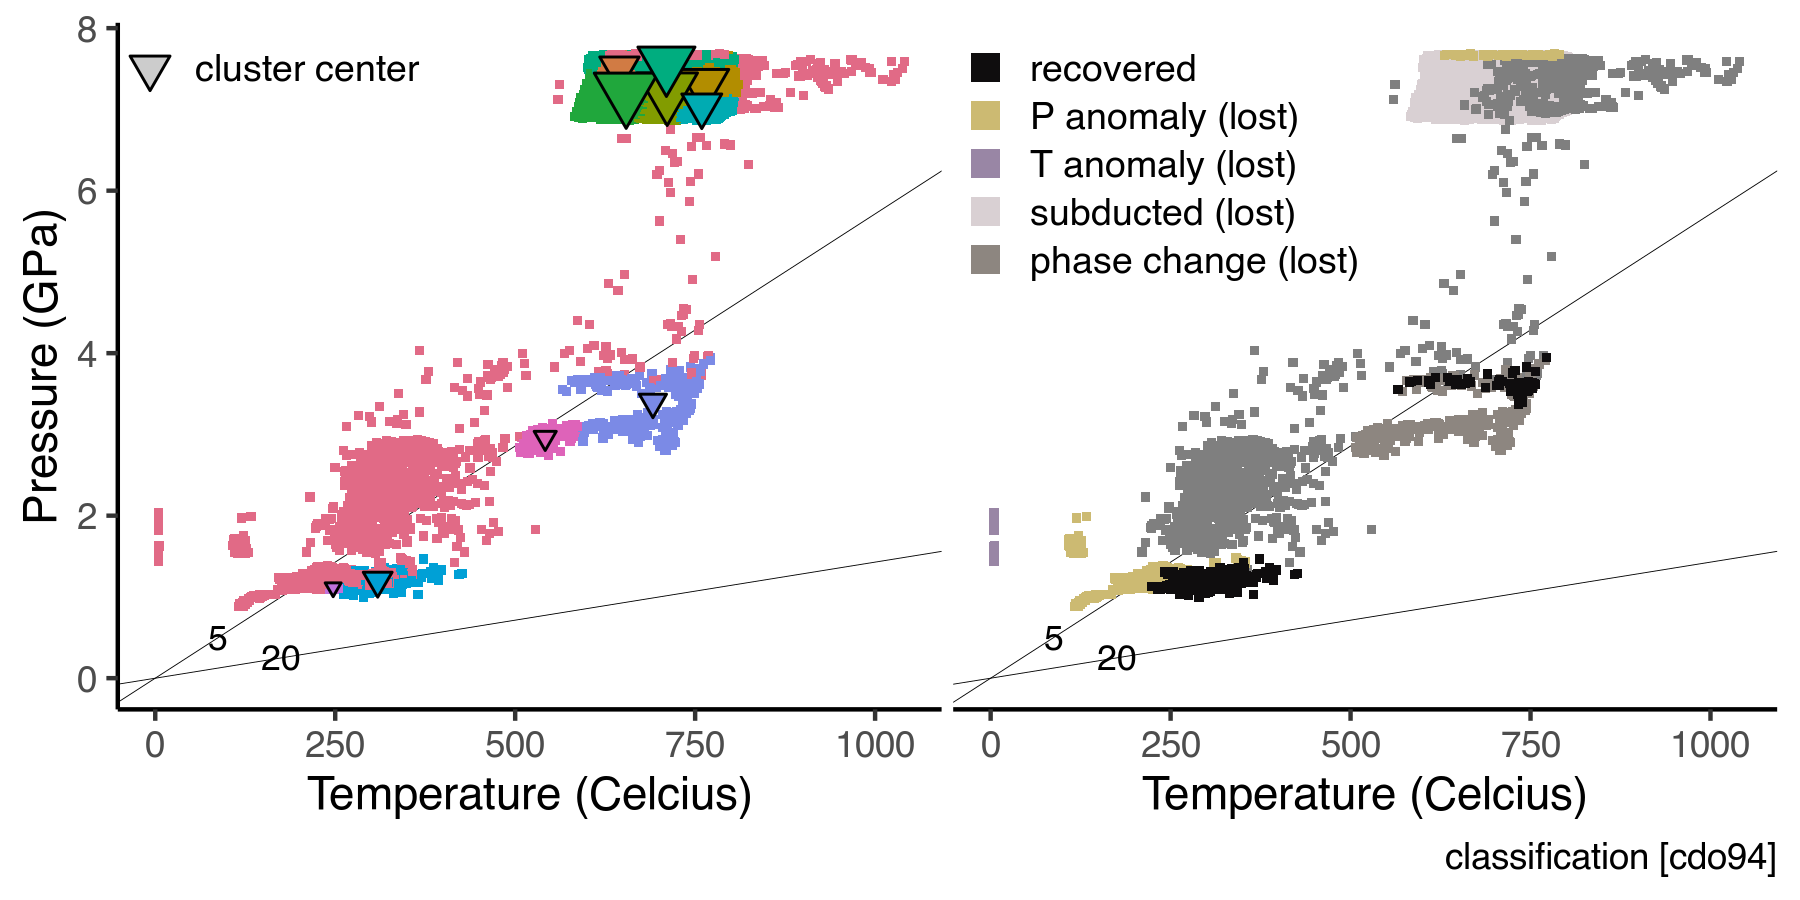 cluster center
recovered
P anomaly (lost)
T anomaly (lost)
subducted (lost)
phase change (lost)
Pressure (GPa)
8
6
4
2
0
5
20
5
20
0 250 500 750 1000
0 250 500 750 1000
Temperature (Celcius)
Temperature (Celcius)
classification [cdo94]